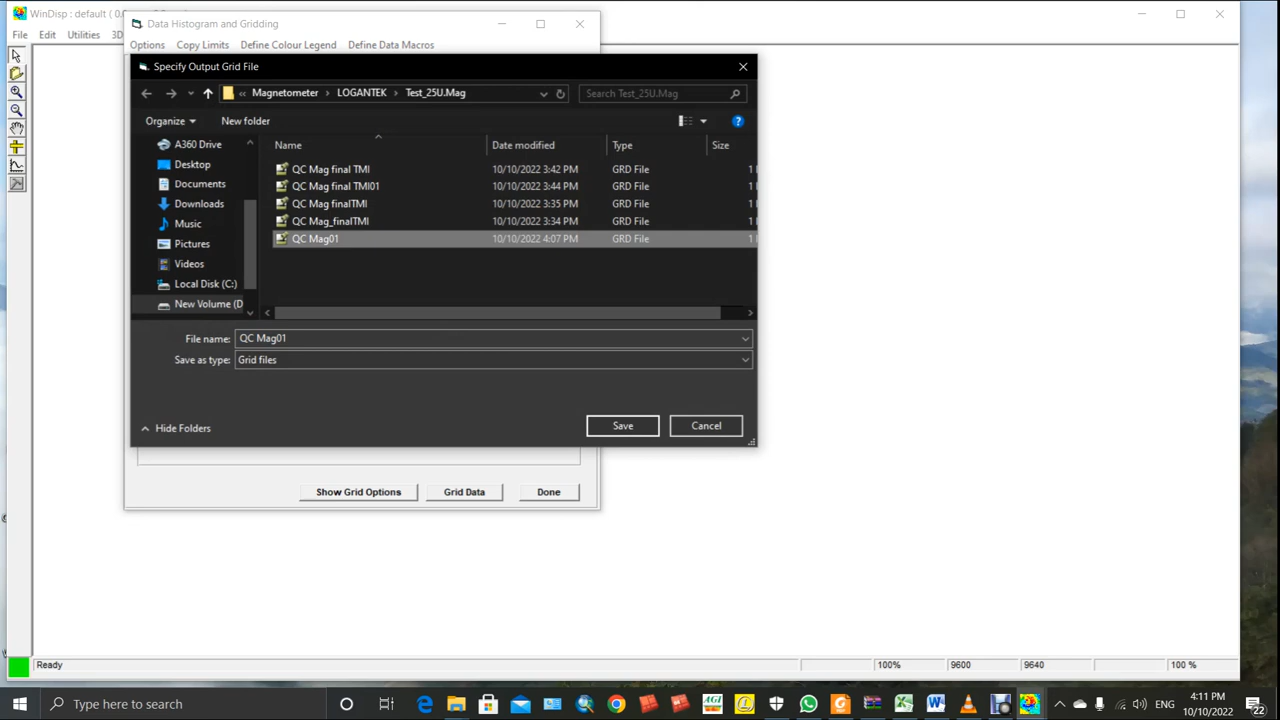 WinDisp : default ( 0.
Data Histogram and Gridding
File Edit Utilities 3D
Options Copy Limits Define Colour Legend Define Data Macros
Specify Output Grid File
« Magnetometer › LOGANTEK › Test_25U.Mag
Search Test_25U.Mag
Organize New folder
A360 Drive
Desktop
Documents
Downloads
Music
Pictures
Videos
Local Disk (C:)
New Volume (D
Name Date modified Type Size
QC Mag final TMI 10/10/2022 3:42 PM GRD File 1
QC Mag final TMI01 10/10/2022 3:44 PM GRD File 1
QC Mag finalTMI 10/10/2022 3:35 PM GRD File 1
QC Mag_finalTMI 10/10/2022 3:34 PM GRD File 1
QC Mag01 10/10/2022 4:07 PM GRD File 1
File name: QC Mag01
Save as type: Grid files
Hide Folders
Save Cancel
Show Grid Options Grid Data Done
Ready 100% 9600 9640 100 %
Type here to search
ENG
4:11 PM
10/10/2022
22